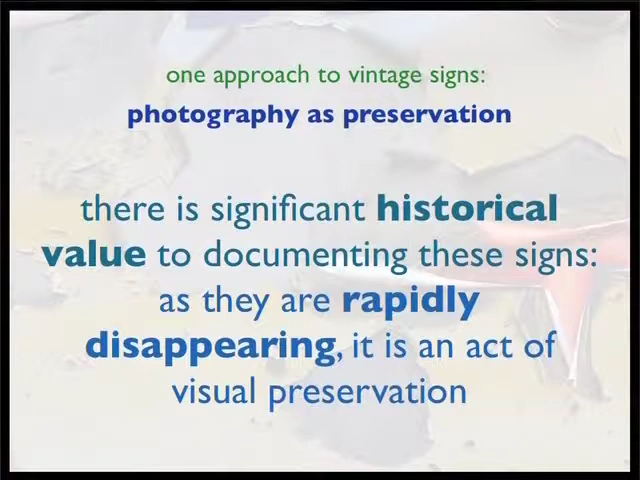 one approach to vintage signs:
photography as preservation
there is significant historical
value to documenting these signs:
as they are rapidly
disappearing, it is an act of
visual preservation